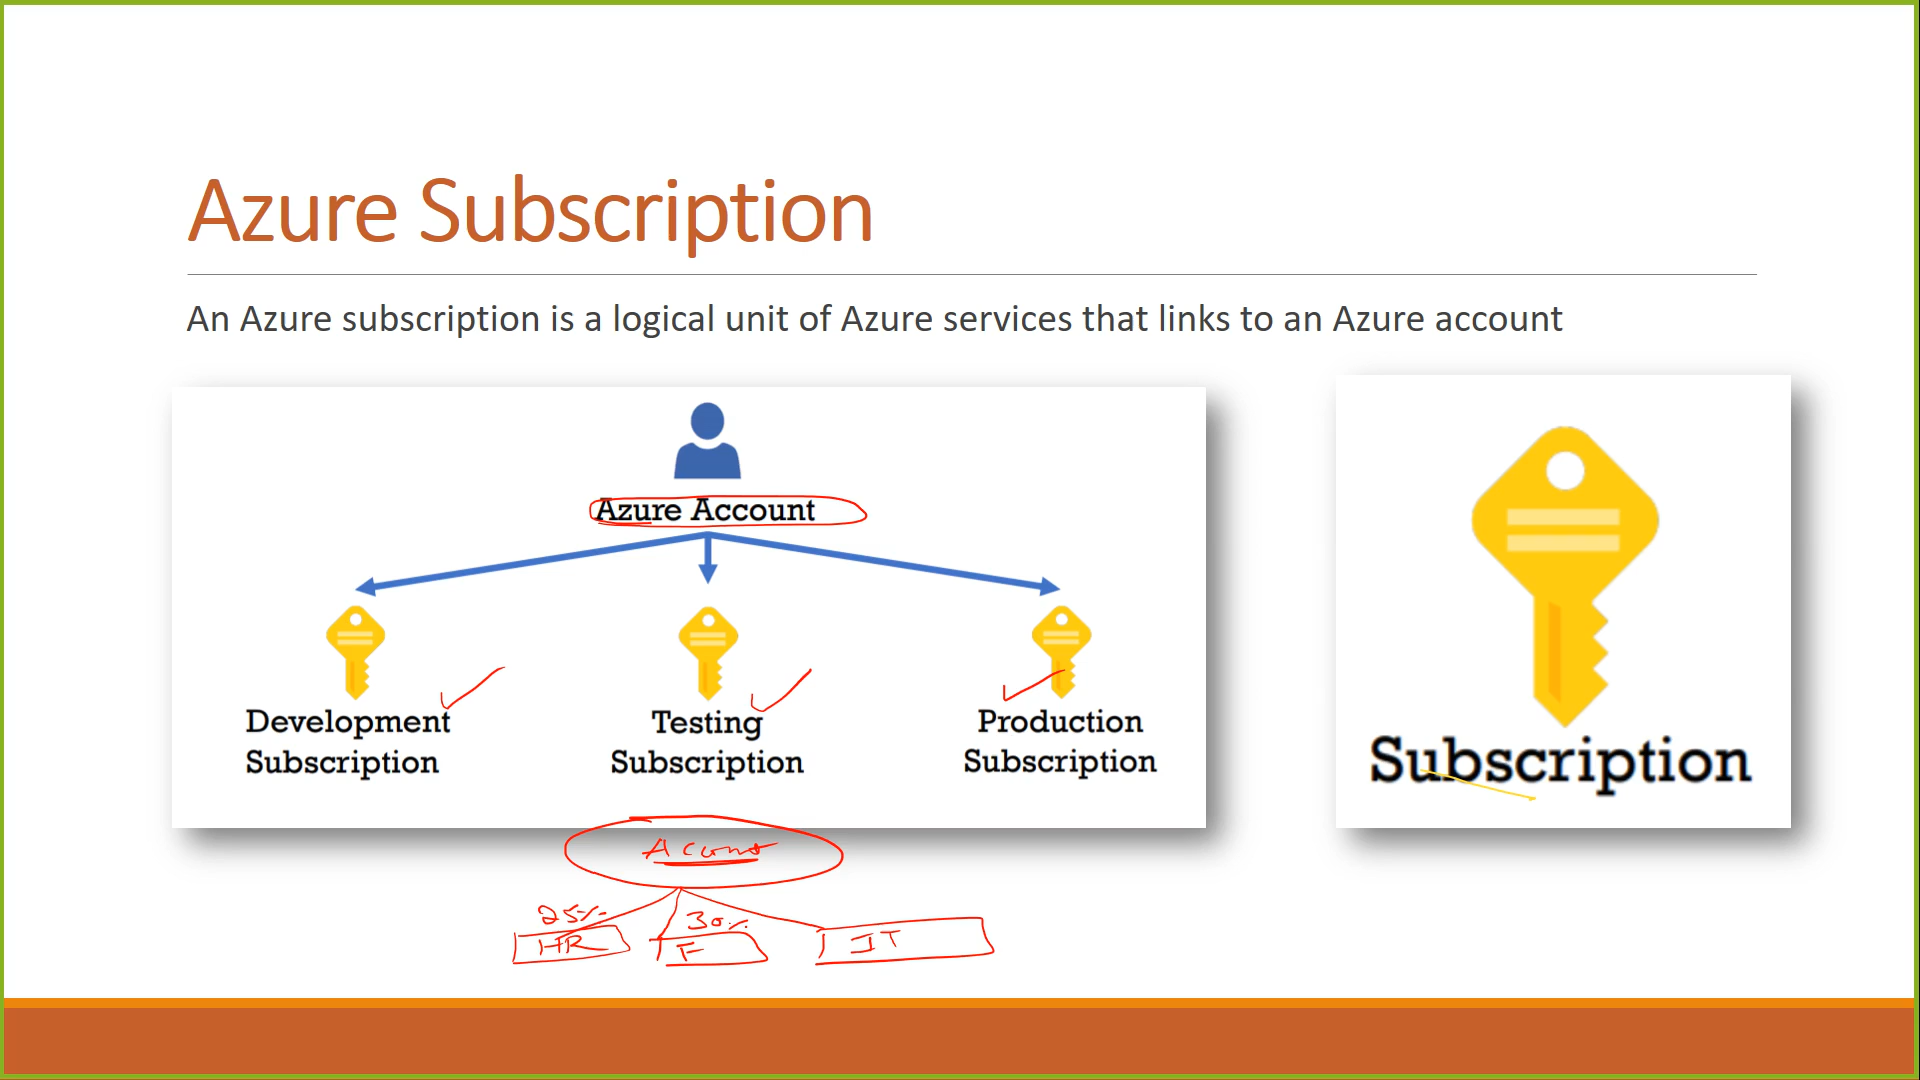 Azure Subscription
An Azure subscription is a logical unit of Azure services that links to an Azure account
Azure Account
Development
Subscription
Testing
Subscription
Production
Subscription
Subscription
25% 30%
HR F IT